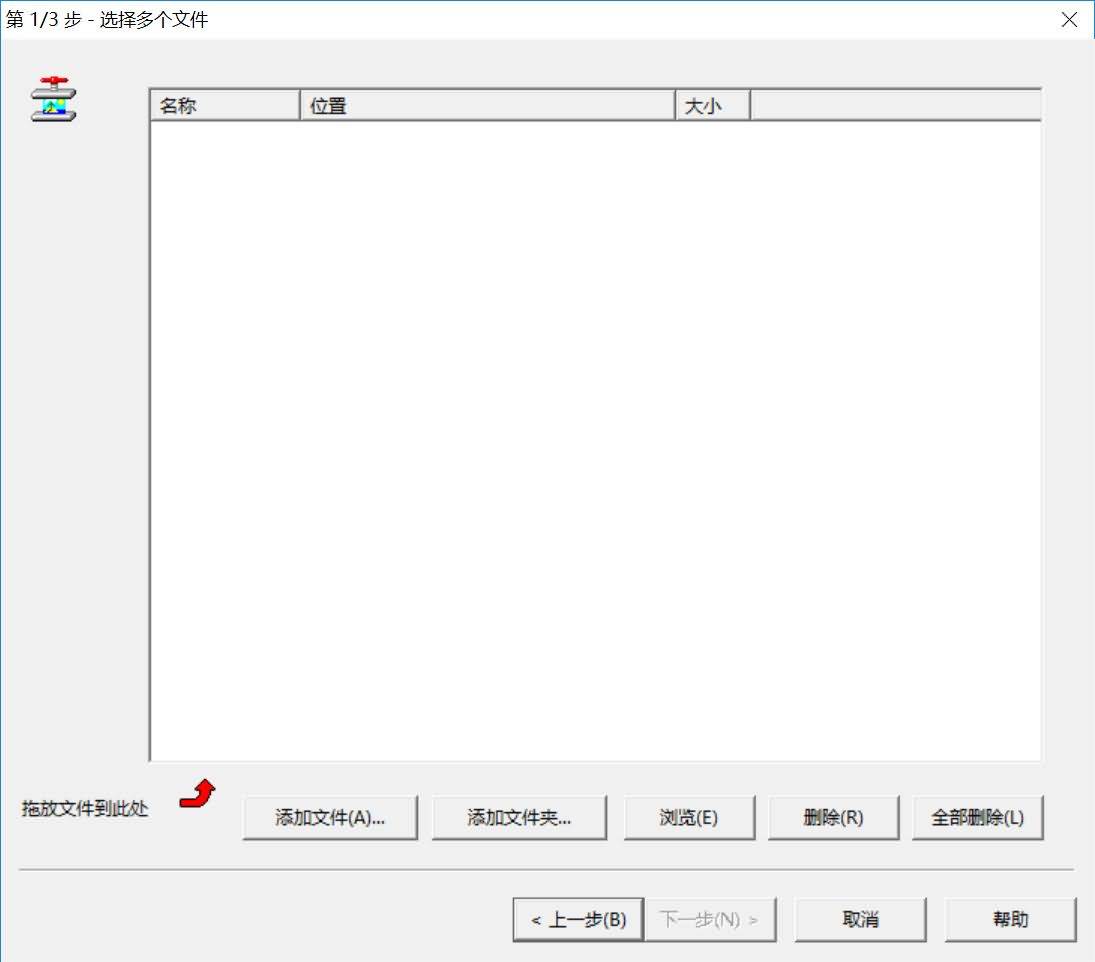 第 1/3 步 - 选择多个文件
名称 位置 大小
拖放文件到此处
添加文件(A)... 添加文件夹... 浏览(E) 删除(R) 全部删除(L)
< 上一步(B) 下一步(N) > 取消 帮助